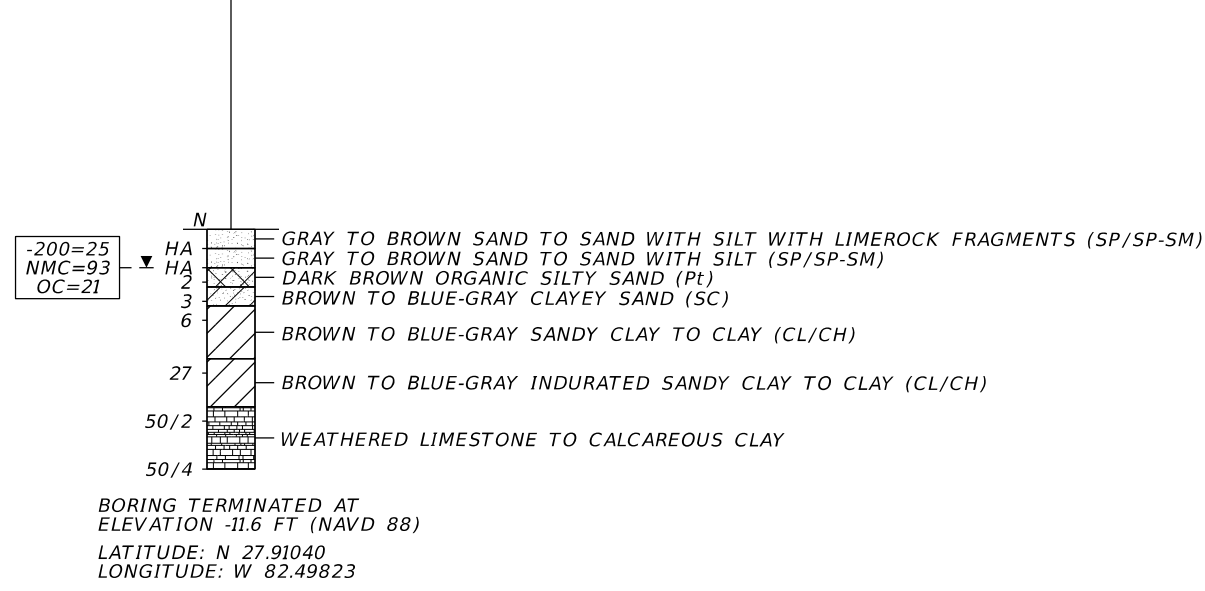 N
HA
GRAY TO BROWN SAND TO SAND WITH SILT WITH LIMEROCK FRAGMENTS (SP/SP-SM)
-200=25
NMC=93
OC=21
HA
GRAY TO BROWN SAND TO SAND WITH SILT (SP/SP-SM)
2
DARK BROWN ORGANIC SILTY SAND (Pt)
3
BROWN TO BLUE-GRAY CLAYEY SAND (SC)
6
BROWN TO BLUE-GRAY SANDY CLAY TO CLAY (CL/CH)
27
BROWN TO BLUE-GRAY INDURATED SANDY CLAY TO CLAY (CL/CH)
50/2
WEATHERED LIMESTONE TO CALCAREOUS CLAY
50/4
BORING TERMINATED AT
ELEVATION -11.6 FT (NAVD 88)
LATITUDE: N 27.91040
LONGITUDE: W 82.49823